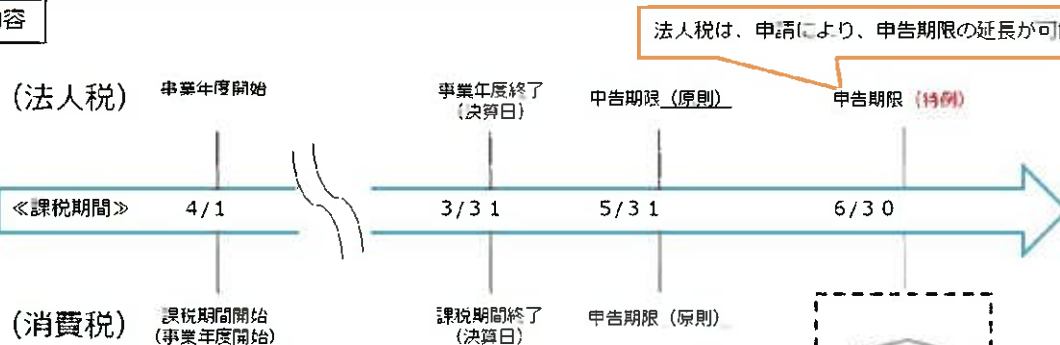 容
法人税は、申請により、申告期限の延長が可
(法人税)
事業年度開始
事業年度終了
(決算日)
申告期限(原則)
申告期限(特例)
≪課税期間≫
4/1
3/31
5/31
6/30
(消費税)
課税期間開始
(事業年度開始)
課税期間終了
(決算日)
申告期限(原則)